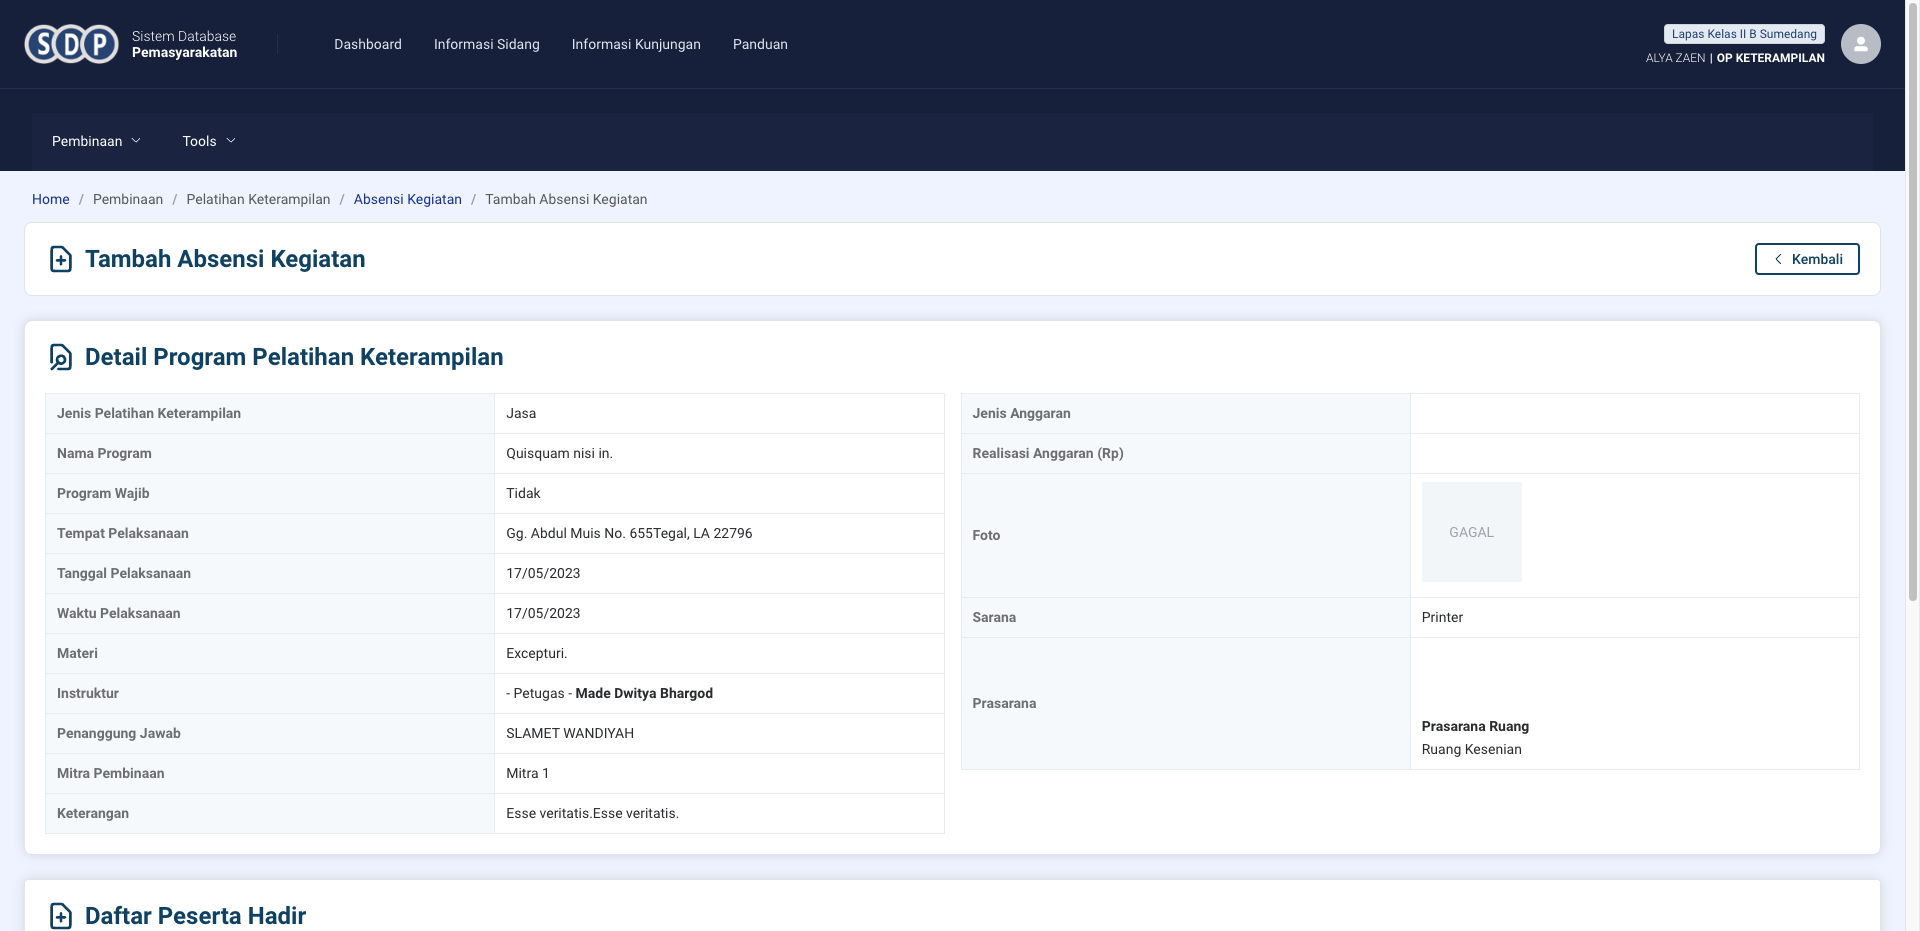 SDP
Sistem Database
Pemasyarakatan
Dashboard
Informasi Sidang
Informasi Kunjungan
Panduan
Lapas Kelas II B Sumedang
ALYA ZAEN | OP KETERAMPILAN
Pembinaan
Tools
Home / Pembinaan / Pelatihan Keterampilan / Absensi Kegiatan / Tambah Absensi Kegiatan
Tambah Absensi Kegiatan
Kembali
Detail Program Pelatihan Keterampilan
Jenis Pelatihan Keterampilan Jasa
Nama Program Quisquam nisi in.
Program Wajib Tidak
Tempat Pelaksanaan Gg. Abdul Muis No. 655Tegal, LA 22796
Tanggal Pelaksanaan 17/05/2023
Waktu Pelaksanaan 17/05/2023
Materi Excepturi.
Instruktur - Petugas - Made Dwitya Bhargod
Penanggung Jawab SLAMET WANDIYAH
Mitra Pembinaan Mitra 1
Keterangan Esse veritatis.Esse veritatis.
Jenis Anggaran
Realisasi Anggaran (Rp)
Foto GAGAL
Sarana Printer
Prasarana
Prasarana Ruang
Ruang Kesenian
Daftar Peserta Hadir